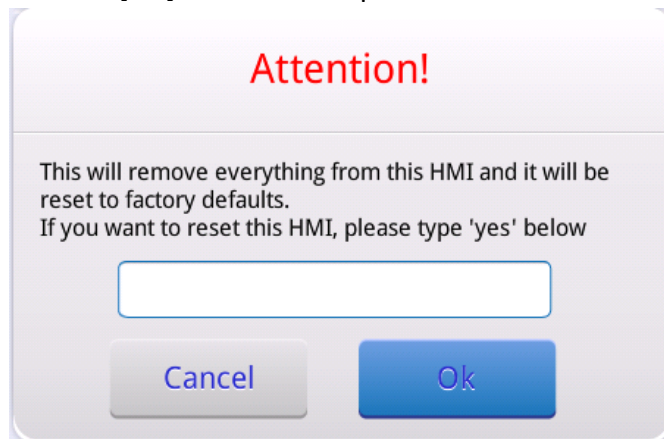 Attention!
This will remove everything from this HMI and it will be
reset to factory defaults.
If you want to reset this HMI, please type 'yes' below
Cancel
Ok